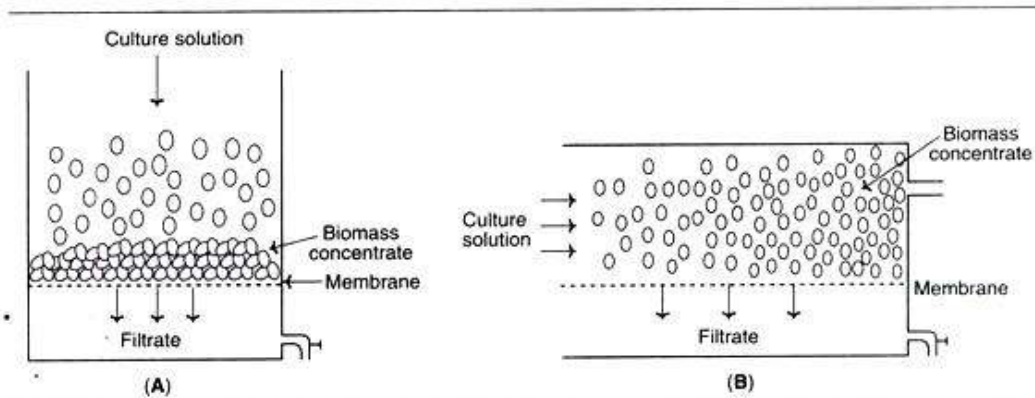 Culture solution
Biomass
concentrate
Membrane
Filtrate
(A)
Biomass
concentrate
Culture
solution
Membrane
Filtrate
(B)